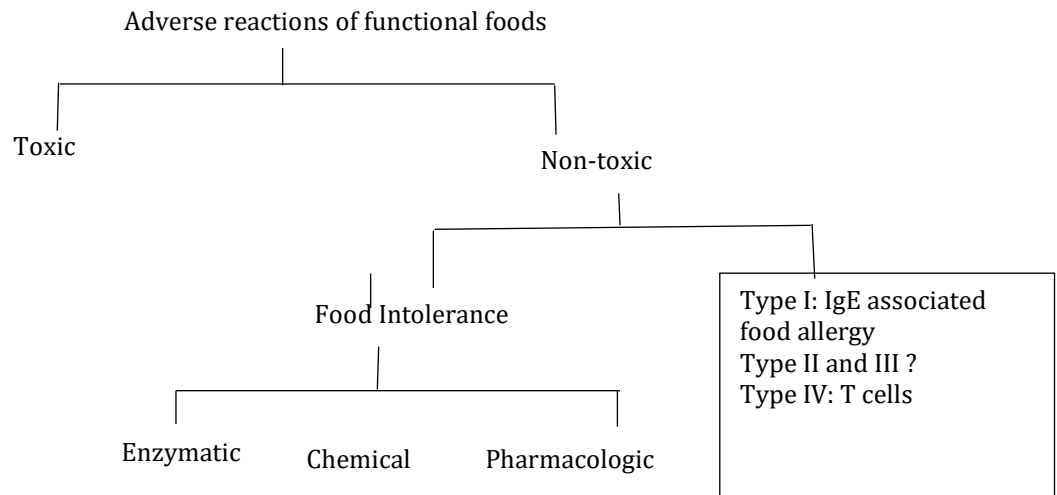 Adverse reactions of functional foods
Toxic
Non-toxic
Food Intolerance
Type I: IgE associated
food allergy
Type II and III ?
Type IV: T cells
Enzymatic
Chemical
Pharmacologic